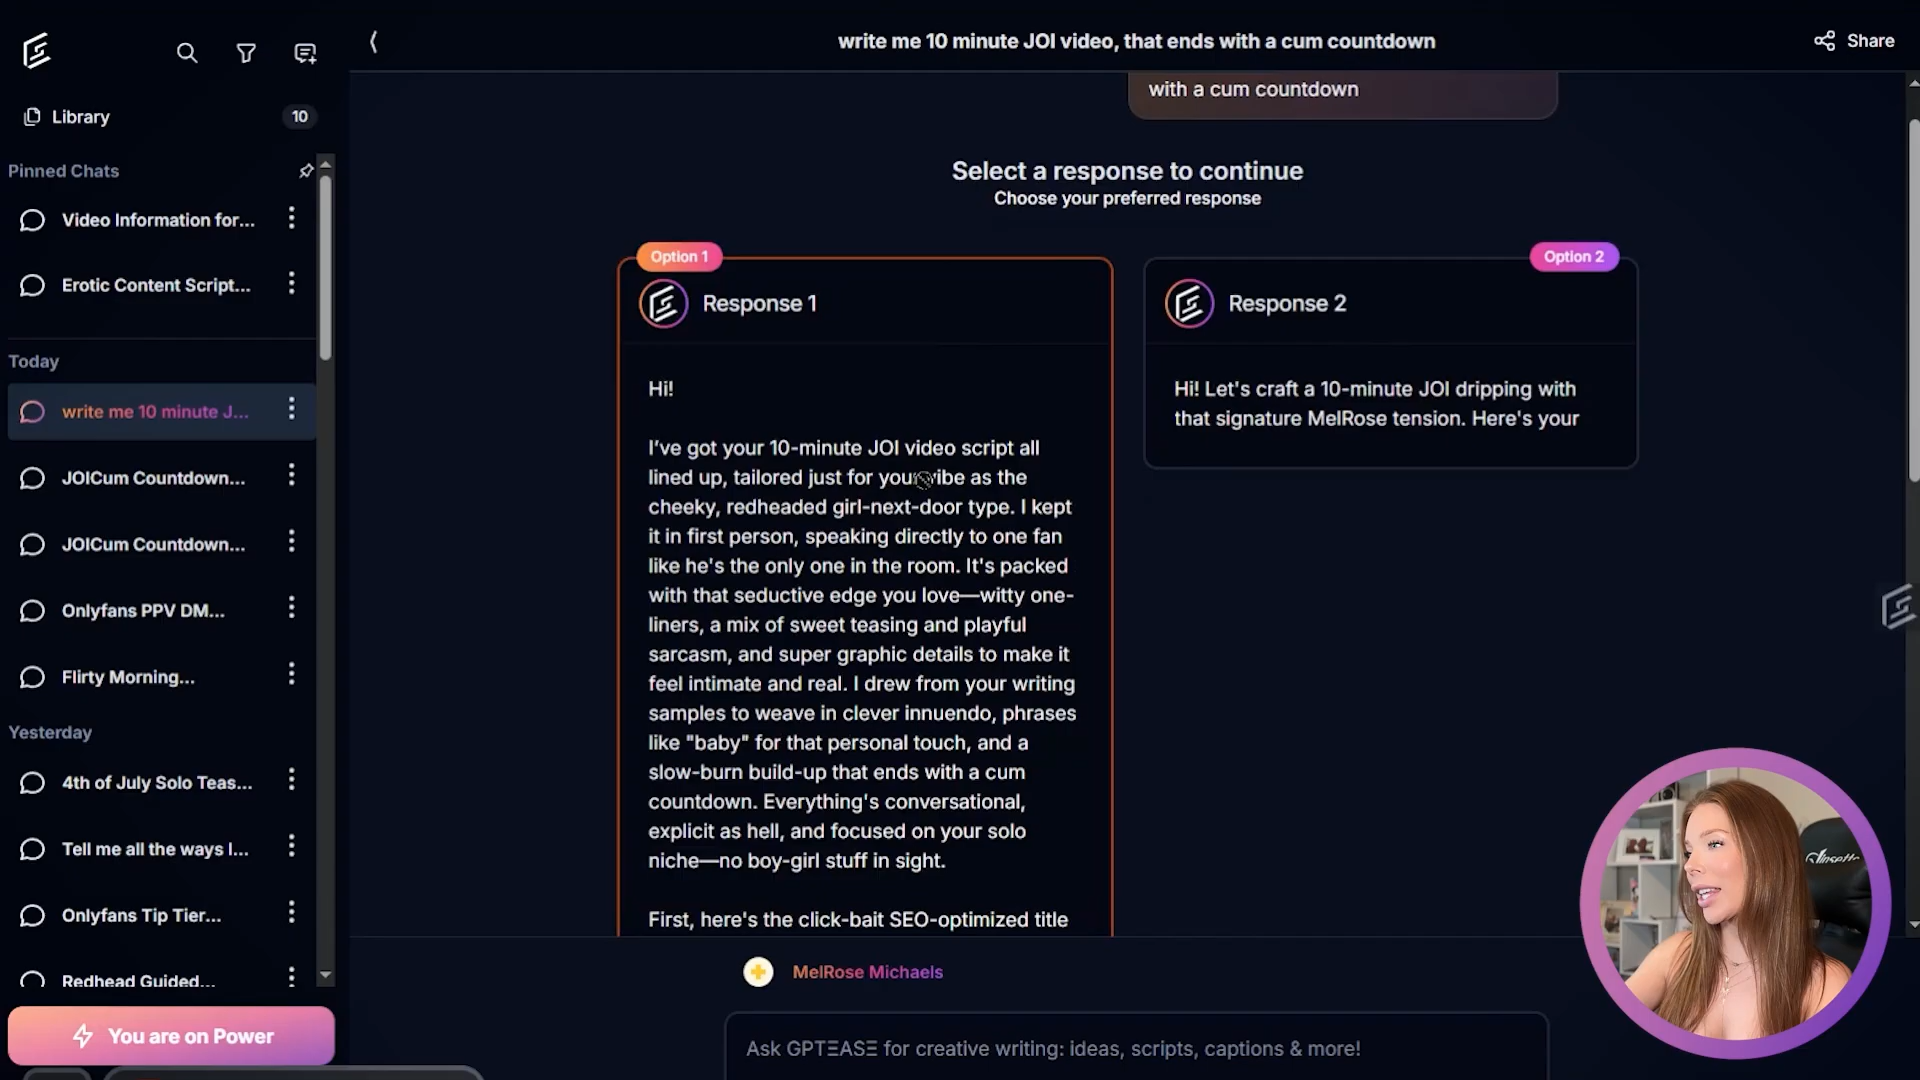 write me 10 minute JOI video, that ends with a cum countdown
Share
Library
10
Pinned Chats
Video Information for...
Erotic Content Script...
Today
write me 10 minute J...
JOICum Countdown...
JOICum Countdown...
Onlyfans PPV DM...
Flirty Morning...
Yesterday
4th of July Solo Teas...
Tell me all the ways I...
Onlyfans Tip Tier...
Redhead Guided...
You are on Power
with a cum countdown
Select a response to continue
Choose your preferred response
Option 1
Response 1
Hi!
I've got your 10-minute JOI video script all
lined up, tailored just for your vibe as the
cheeky, redheaded girl-next-door type. I kept
it in first person, speaking directly to one fan
like he's the only one in the room. It's packed
with that seductive edge you love—witty one-
liners, a mix of sweet teasing and playful
sarcasm, and super graphic details to make it
feel intimate and real. I drew from your writing
samples to weave in clever innuendo, phrases
like "baby" for that personal touch, and a
slow-burn build-up that ends with a cum
countdown. Everything's conversational,
explicit as hell, and focused on your solo
niche—no boy-girl stuff in sight.
First, here's the click-bait SEO-optimized title
Option 2
Response 2
Hi! Let's craft a 10-minute JOI dripping with
that signature MelRose tension. Here's your
MelRose Michaels
Ask GPTEASE for creative writing: ideas, scripts, captions & more!